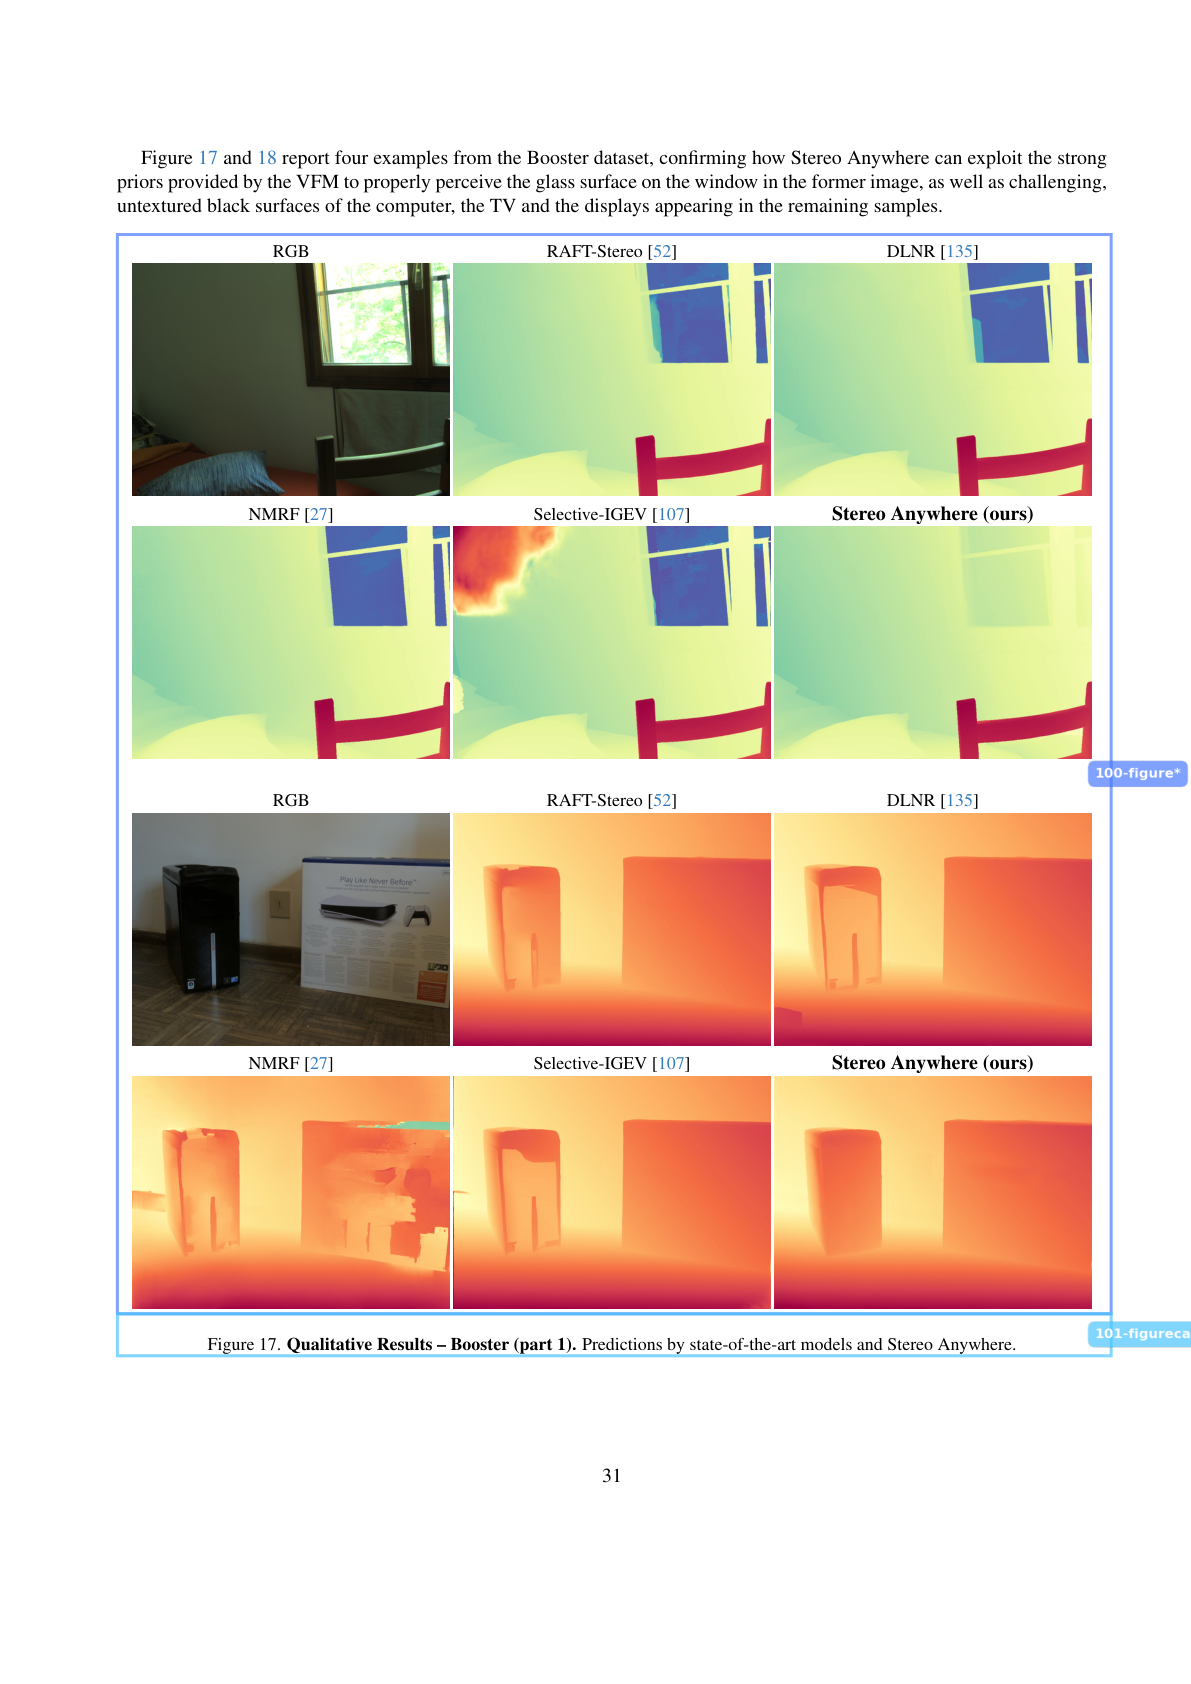 Figure 17 and 18 report four examples from the Booster dataset, confirming how Stereo Anywhere can exploit the strong
priors provided by the VFM to properly perceive the glass surface on the window in the former image, as well as challenging,
untextured black surfaces of the computer, the TV and the displays appearing in the remaining samples.
RGB
RAFT-Stereo [52]
DLNR [135]
NMRF [27]
Selective-IGEV [107]
Stereo Anywhere (ours)
100-figure*
RGB
RAFT-Stereo [52]
DLNR [135]
Play Like Never Before™
NMRF [27]
Selective-IGEV [107]
Stereo Anywhere (ours)
101-figureca
Figure 17. Qualitative Results – Booster (part 1). Predictions by state-of-the-art models and Stereo Anywhere.
31